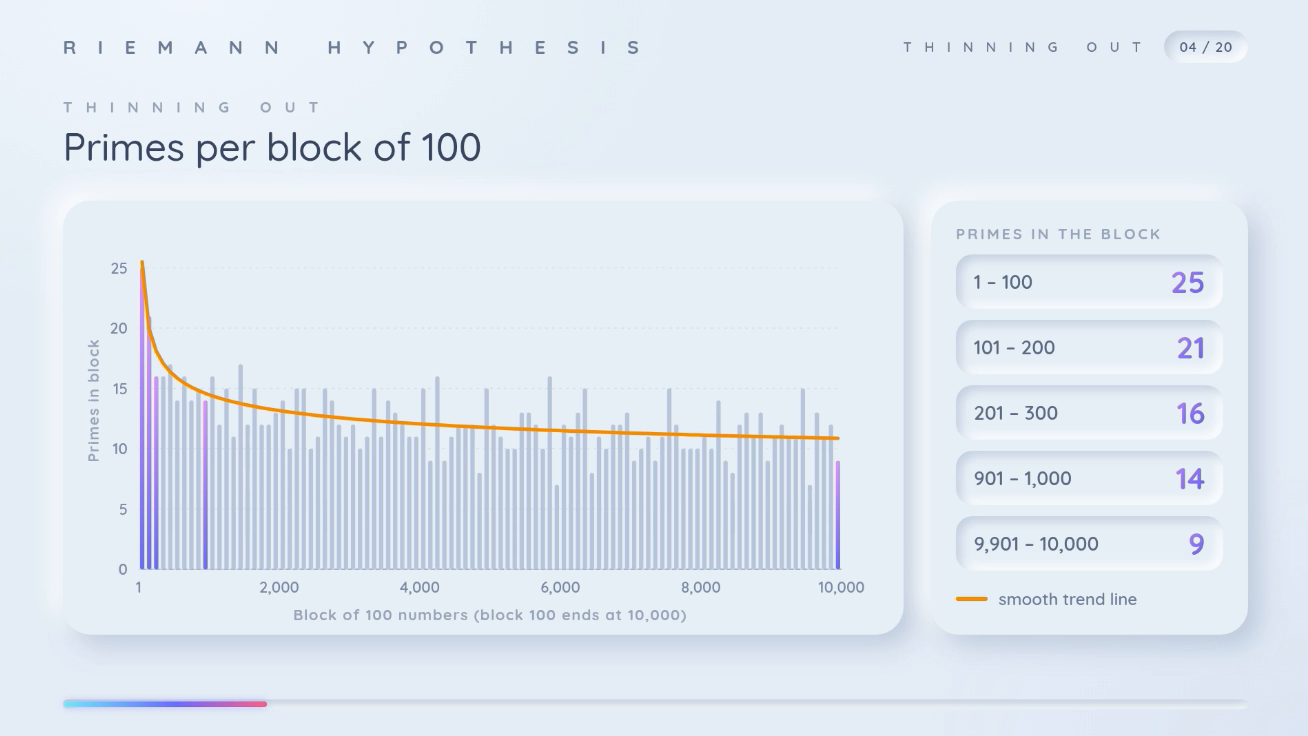 RIEMANN HYPOTHESIS
THINNING OUT
04 / 20
THINNING OUT
Primes per block of 100
25
20
15
10
5
0
Primes in block
1
2,000
4,000
6,000
8,000
10,000
Block of 100 numbers (block 100 ends at 10,000)
PRIMES IN THE BLOCK
1 – 100 25
101 – 200 21
201 – 300 16
901 – 1,000 14
9,901 – 10,000 9
smooth trend line